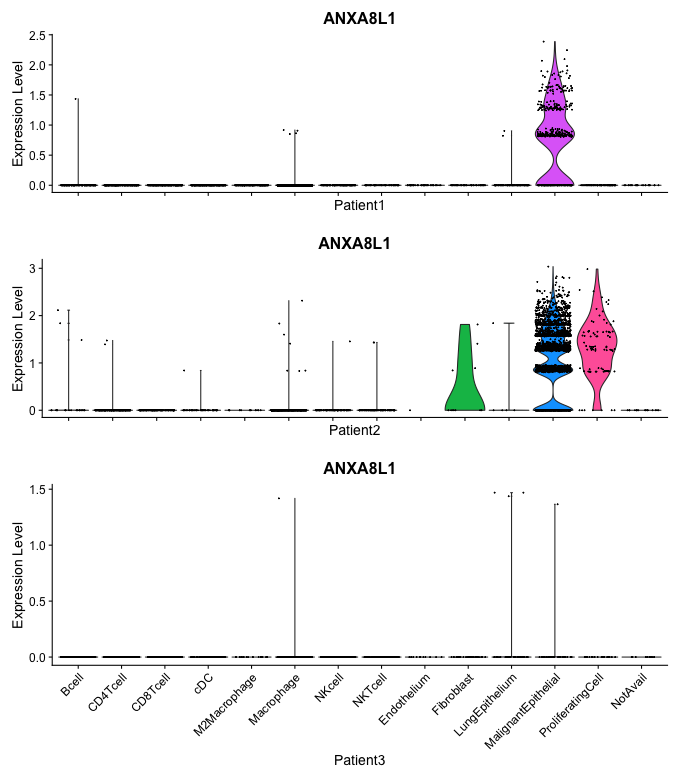 ANXA8L1
Expression Level
2.5
2.0
1.5
1.0
0.5
0.0
Patient1
ANXA8L1
Expression Level
3
2
1
0
Patient2
ANXA8L1
Expression Level
1.5
1.0
0.5
0.0
Bcell
CD4Tcell
CD8Tcell
cDC
M2Macrophage
Macrophage
NKcell
NKTcell
Endothelium
Fibroblast
LungEpithelium
MalignantEpithelial
ProliferatingCell
NotAvail
Patient3